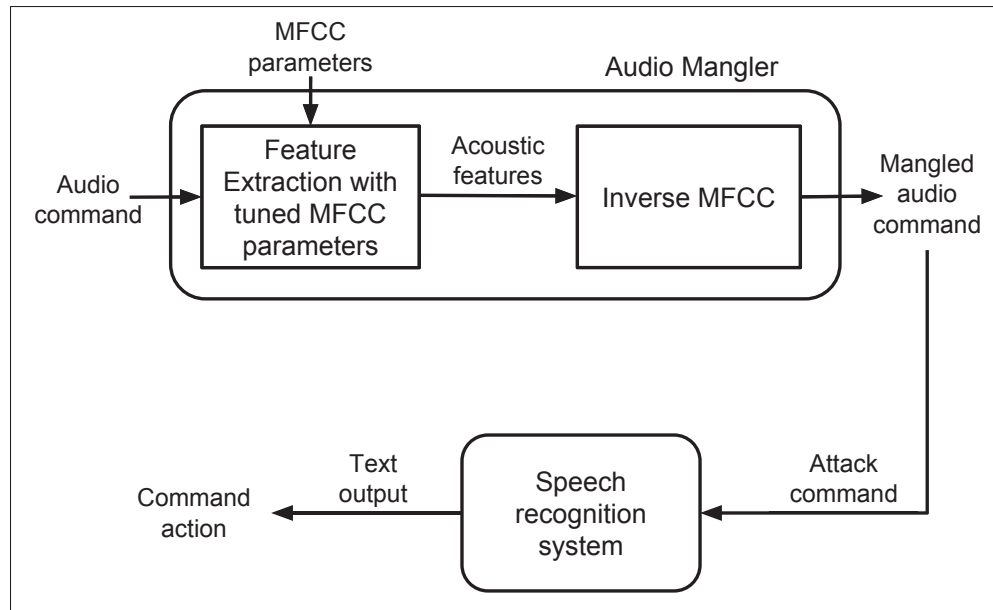 MFCC
parameters
Audio Mangler
Audio
command
Feature
Extraction with
tuned MFCC
parameters
Acoustic
features
Inverse MFCC
Mangled
audio
command
Attack
command
Speech
recognition
system
Text
output
Command
action